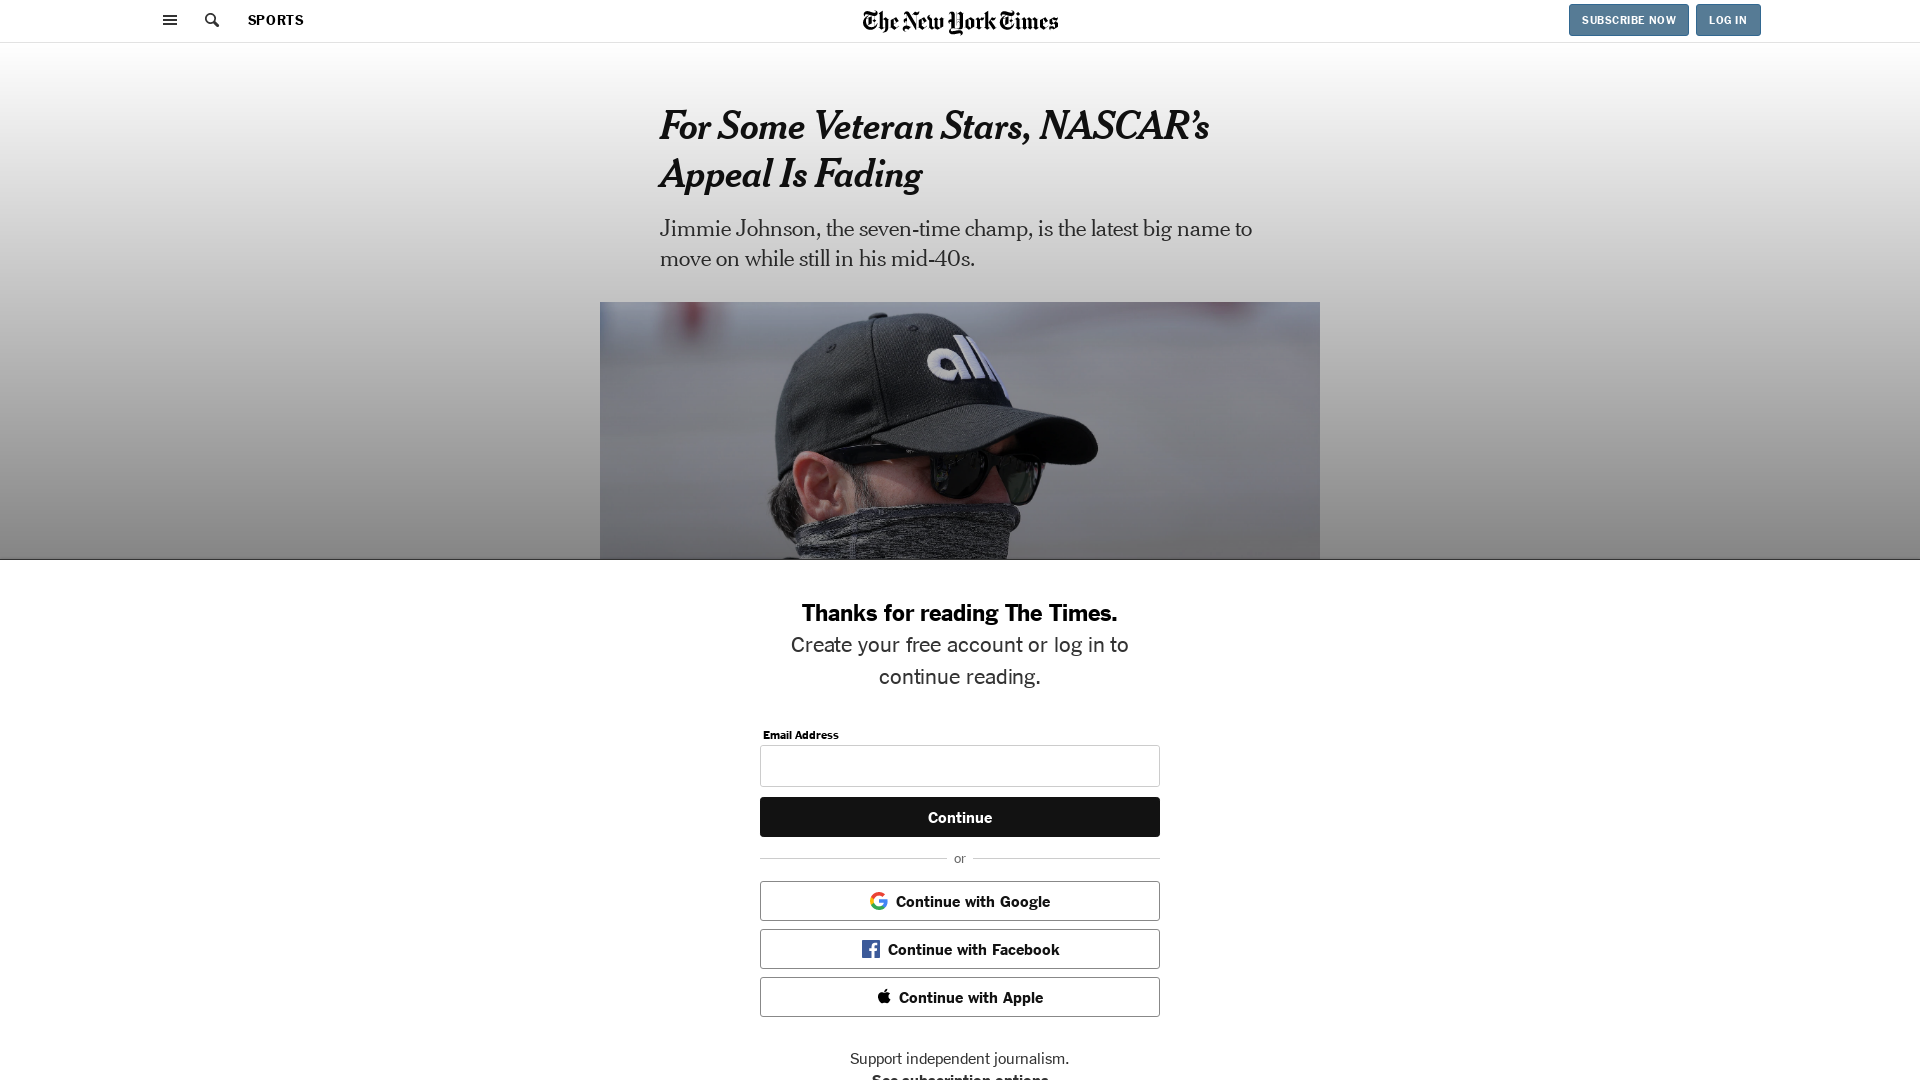 SPORTS
The New York Times
SUBSCRIBE NOW
LOG IN
For Some Veteran Stars, NASCAR’s
Appeal Is Fading
Jimmie Johnson, the seven-time champ, is the latest big name to
move on while still in his mid-40s.
ally
Thanks for reading The Times.
Create your free account or log in to
continue reading.
Email Address
Continue
or
Continue with Google
Continue with Facebook
Continue with Apple
Support independent journalism.
See subscription options.